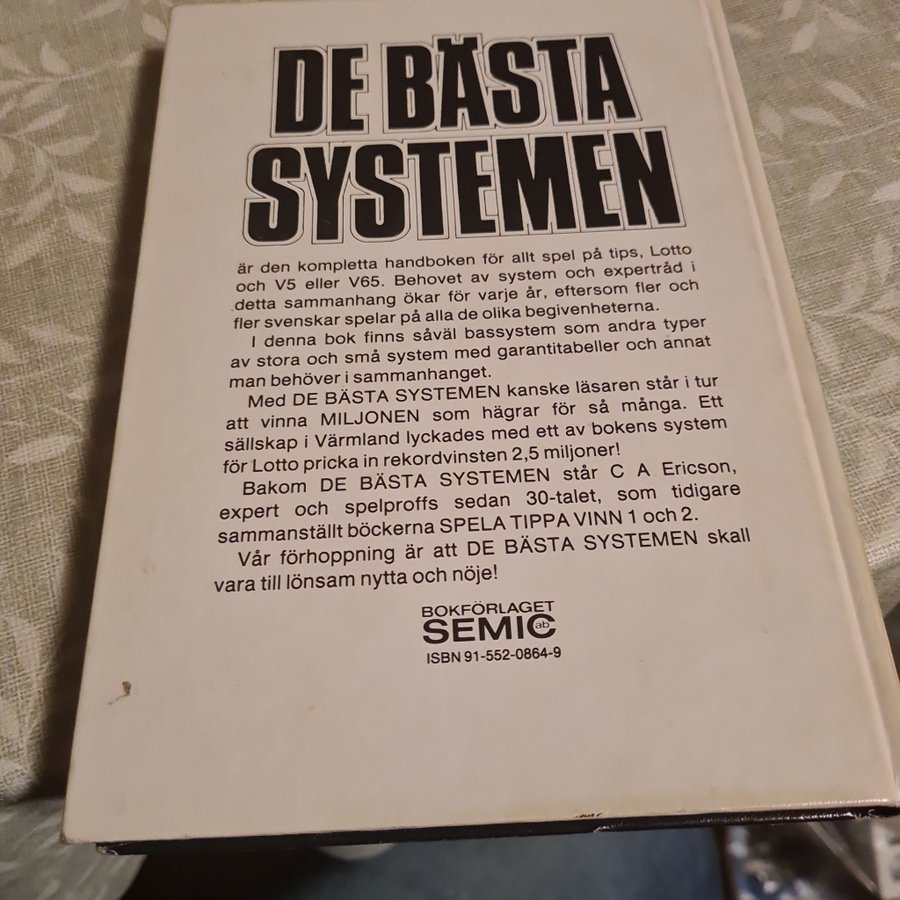 DE BÄSTA
SYSTEMEN
är den kompletta handboken för allt spel på tips, Lotto
och V5 eller V65. Behovet av system och expertråd i
detta sammanhang ökar för varje år, eftersom fler och
fler svenskar spelar på alla de olika begivenheterna.
I denna bok finns såväl bassystem som andra typer
av stora och små system med garantitabeller och annat
man behöver i sammanhanget.
Med DE BÄSTA SYSTEMEN kanske läsaren står i tur
att vinna MILJONEN som hägrar för så många. Ett
sällskap i Värmland lyckades med ett av bokens system
för Lotto pricka in rekordvinsten 2,5 miljoner!
Bakom DE BÄSTA SYSTEMEN står C A Ericson,
expert och spelproffs sedan 30-talet, som tidigare
sammanställt böckerna SPELA TIPPA VINN 1 och 2.
Vår förhoppning är att DE BÄSTA SYSTEMEN skall
vara till lönsam nytta och nöje!
BOKFÖRLAGET
SEMIC ab
ISBN 91-552-0864-9